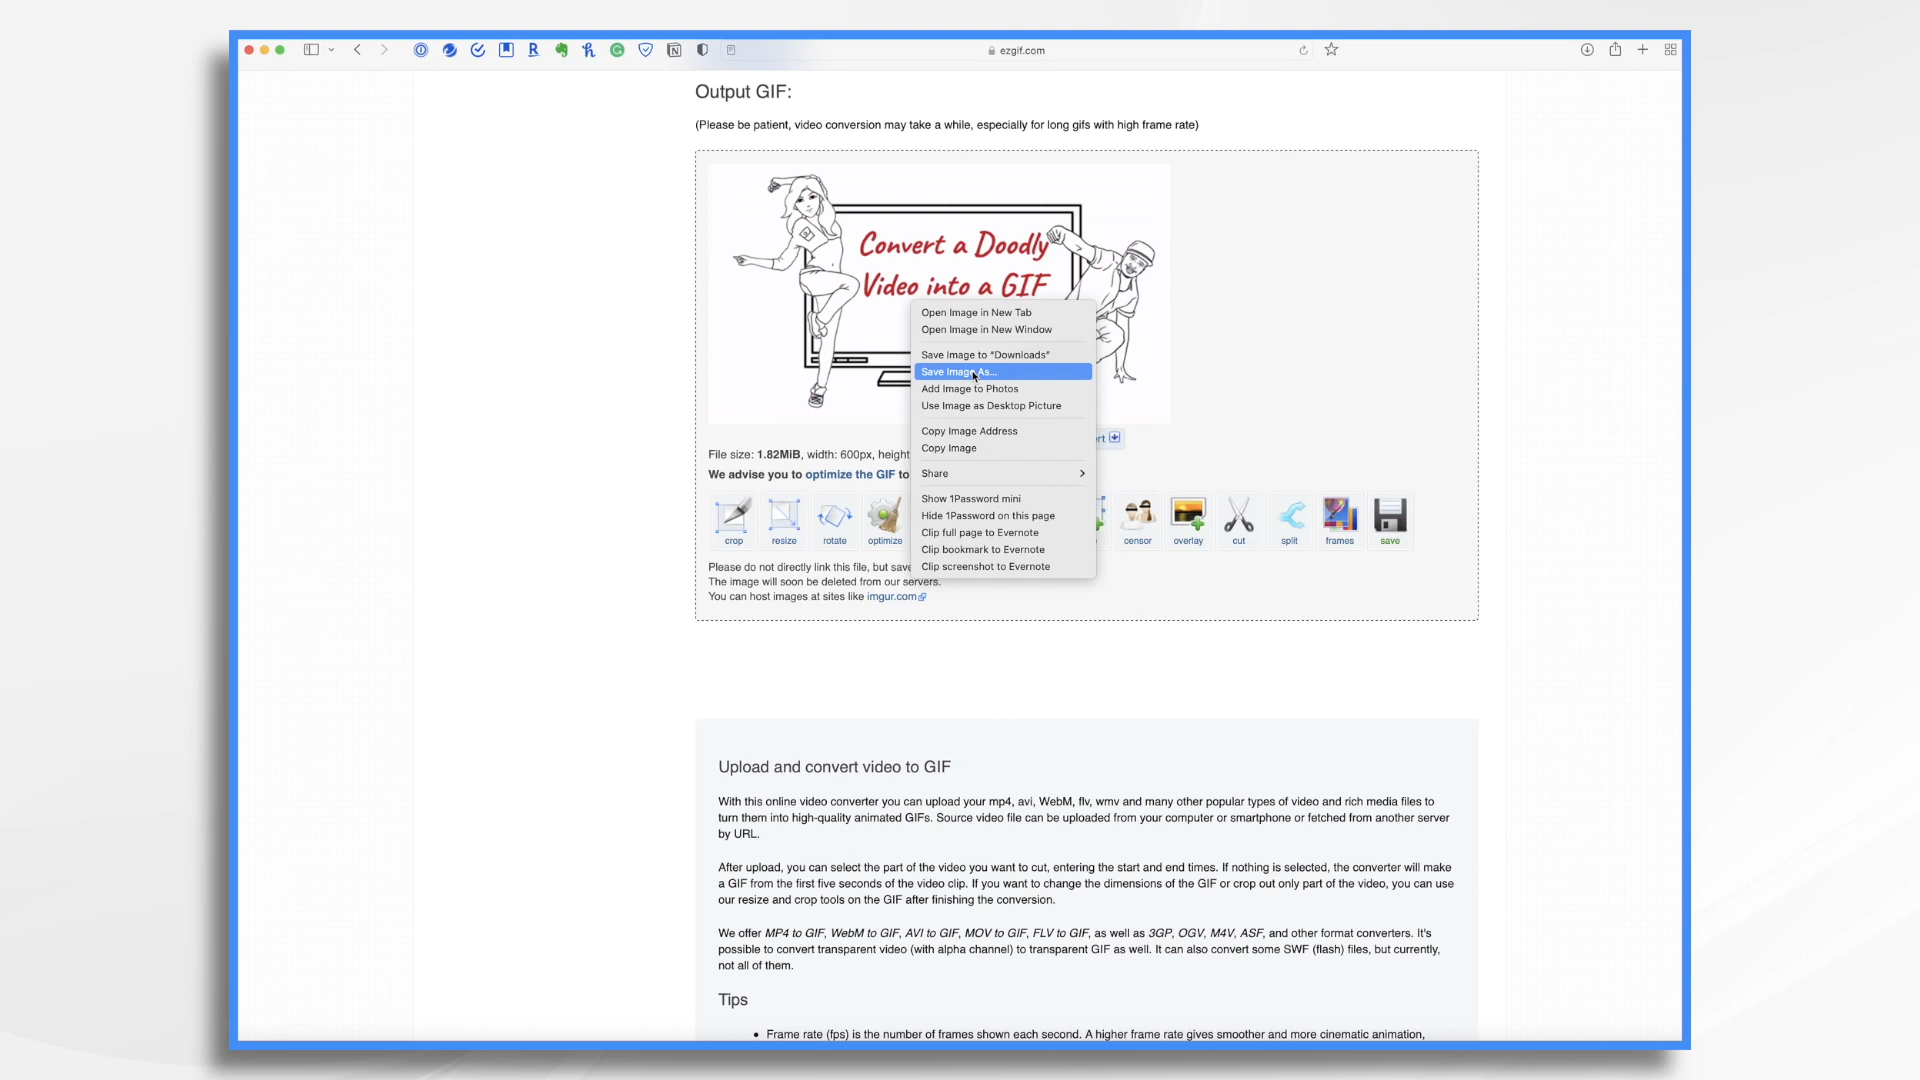 ezgif.com
Output GIF:
(Please be patient, video conversion may take a while, especially for long gifs with high frame rate)
Convert a Doodly
Video into a GIF
Open Image in New Tab
Open Image in New Window
Save Image to “Downloads”
Save Image As...
Add Image to Photos
Use Image as Desktop Picture
Copy Image Address
Copy Image
Share
Show 1Password mini
Hide 1Password on this page
Clip full page to Evernote
Clip bookmark to Evernote
Clip screenshot to Evernote
File size: 1.82MiB, width: 600px, height
We advise you to optimize the GIF to
crop resize rotate optimize censor overlay cut split frames save
Please do not directly link this file, but save
The image will soon be deleted from our servers.
You can host images at sites like imgur.com
Upload and convert video to GIF
With this online video converter you can upload your mp4, avi, WebM, flv, wmv and many other popular types of video and rich media files to
turn them into high-quality animated GIFs. Source video file can be uploaded from your computer or smartphone or fetched from another server
by URL.
After upload, you can select the part of the video you want to cut, entering the start and end times. If nothing is selected, the converter will make
a GIF from the first five seconds of the video clip. If you want to change the dimensions of the GIF or crop out only part of the video, you can use
our resize and crop tools on the GIF after finishing the conversion.
We offer MP4 to GIF, WebM to GIF, AVI to GIF, MOV to GIF, FLV to GIF, as well as 3GP, OGV, M4V, ASF, and other format converters. It's
possible to convert transparent video (with alpha channel) to transparent GIF as well. It can also convert some SWF (flash) files, but currently,
not all of them.
Tips
• Frame rate (fps) is the number of frames shown each second. A higher frame rate gives smoother and more cinematic animation,